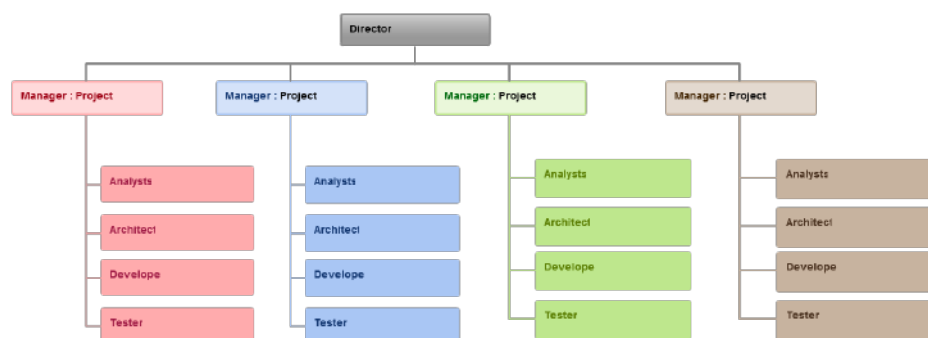 Director
Manager : Project
Manager : Project
Manager : Project
Manager : Project
Analysts
Analysts
Analysts
Analysts
Architect
Architect
Architect
Architect
Develope
Develope
Develope
Develope
Tester
Tester
Tester
Tester